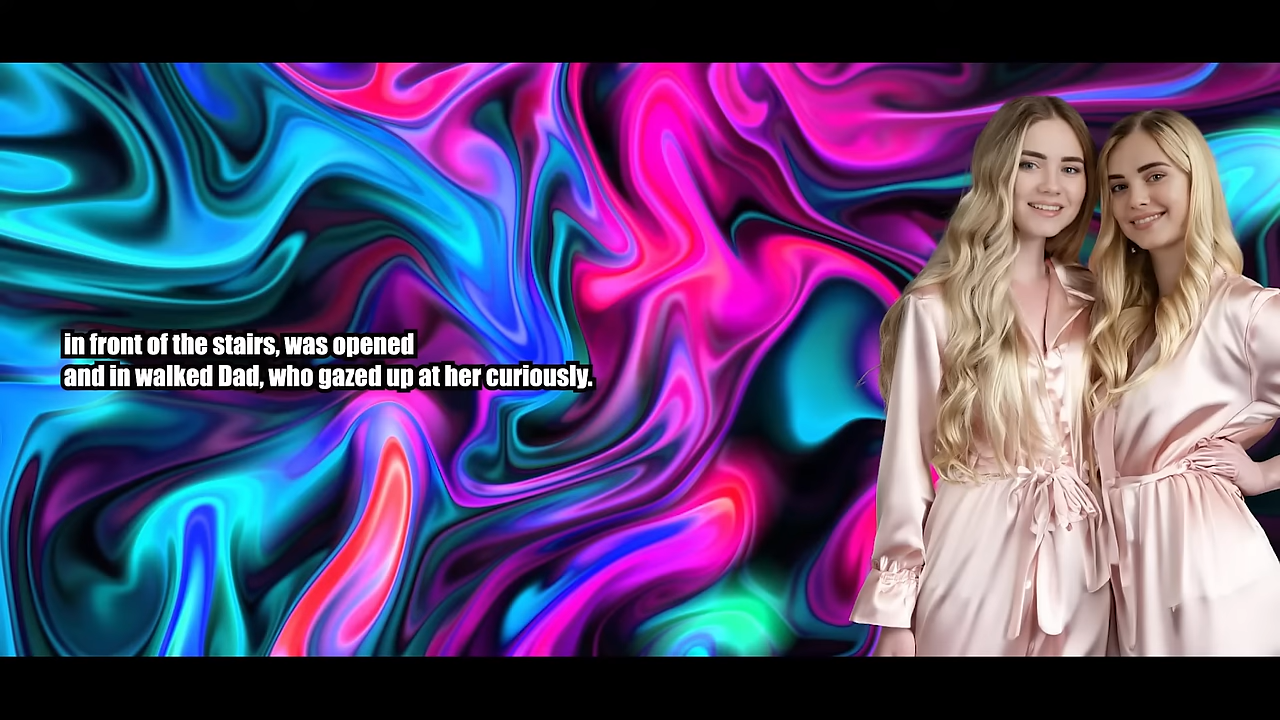 in front of the stairs, was opened
and in walked Dad, who gazed up at her curiously.